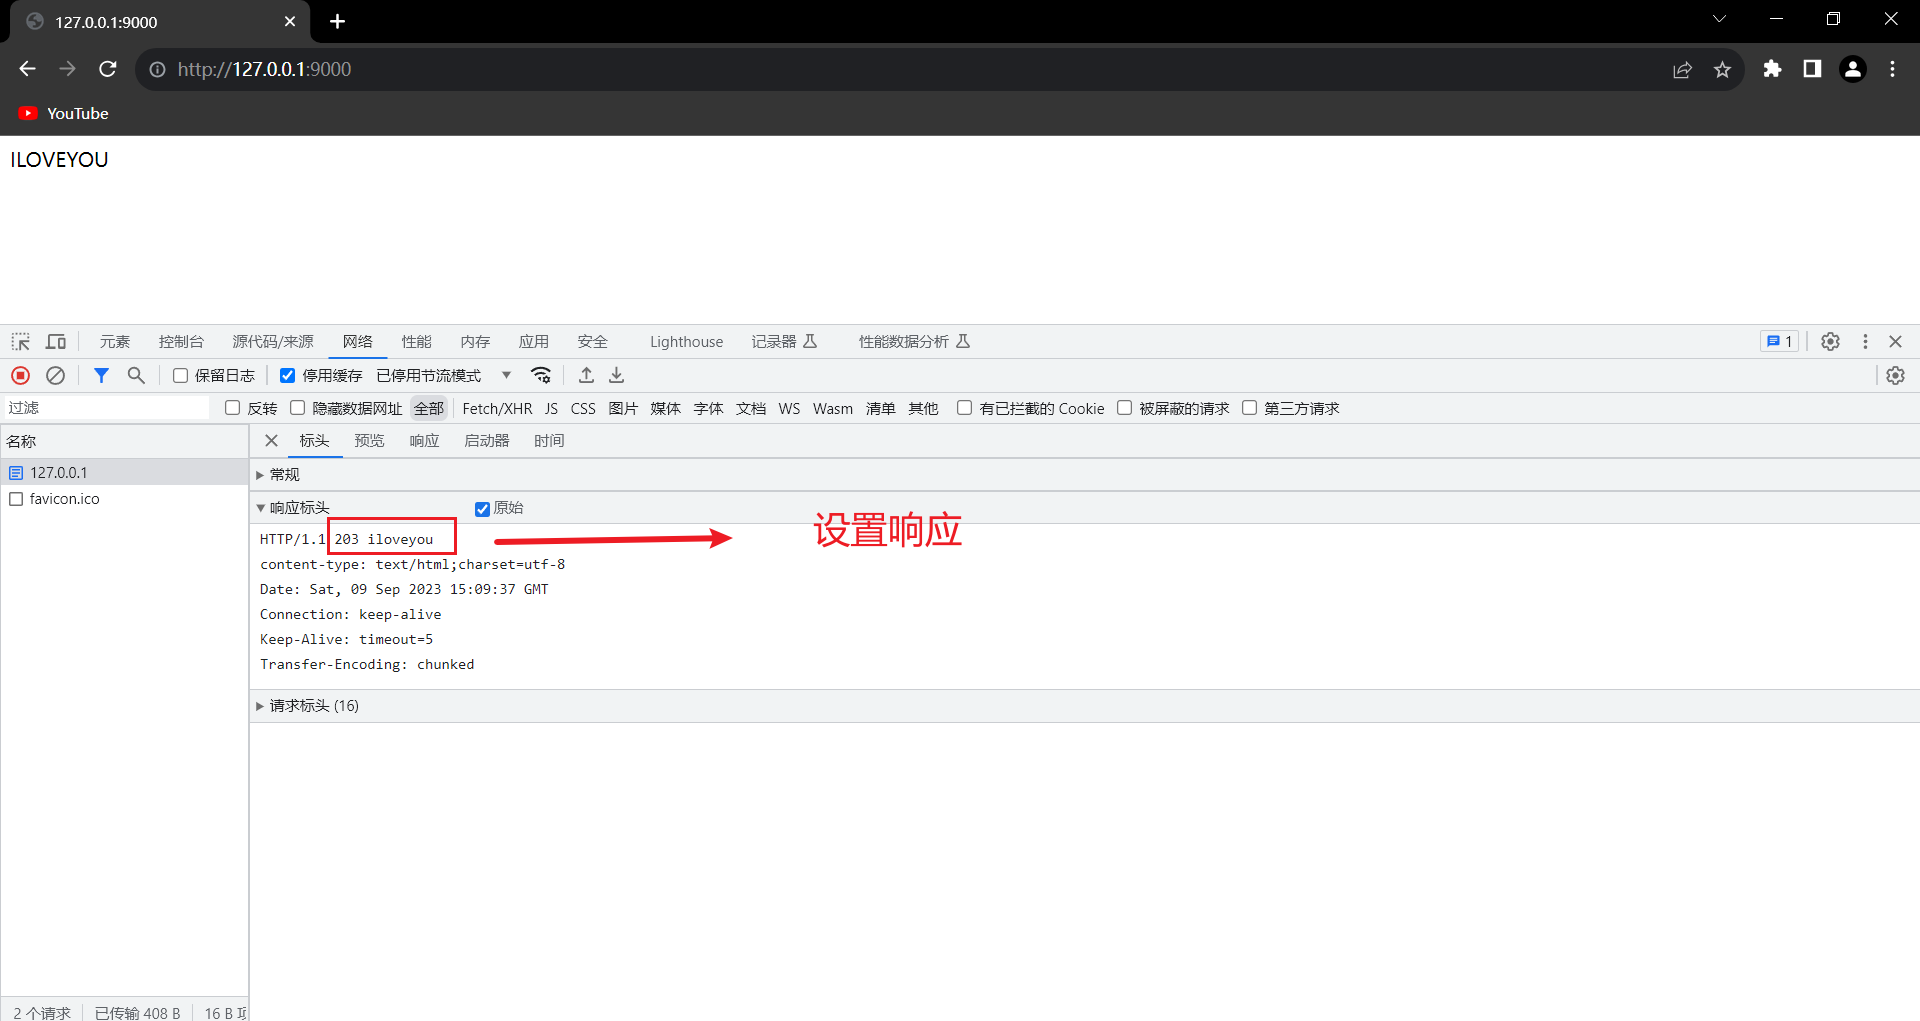 127.0.0.1:9000
http://127.0.0.1:9000
YouTube
ILOVEYOU
元素 控制台 源代码/来源 网络 性能 内存 应用 安全 Lighthouse 记录器 性能数据分析 1
保留日志 停用缓存 已停用节流模式
过滤 反转 隐藏数据网址 全部 Fetch/XHR JS CSS 图片 媒体 字体 文档 WS Wasm 清单 其他 有已拦截的 Cookie 被屏蔽的请求 第三方请求
名称 标头 预览 响应 启动器 时间
127.0.0.1
favicon.ico
常规
响应标头 原始
HTTP/1.1 203 iloveyou
设置响应
content-type: text/html;charset=utf-8
Date: Sat, 09 Sep 2023 15:09:37 GMT
Connection: keep-alive
Keep-Alive: timeout=5
Transfer-Encoding: chunked
请求标头 (16)
2 个请求 已传输 408 B 16 B